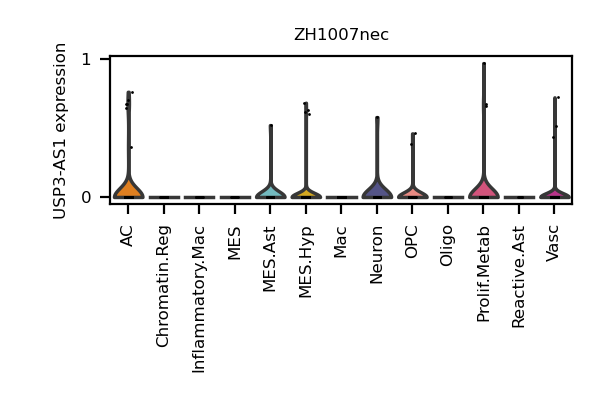 ZH1007nec
USP3-AS1 expression
1
0
AC
Chromatin.Reg
Inflammatory.Mac
MES
MES.Ast
MES.Hyp
Mac
Neuron
OPC
Oligo
Prolif.Metab
Reactive.Ast
Vasc